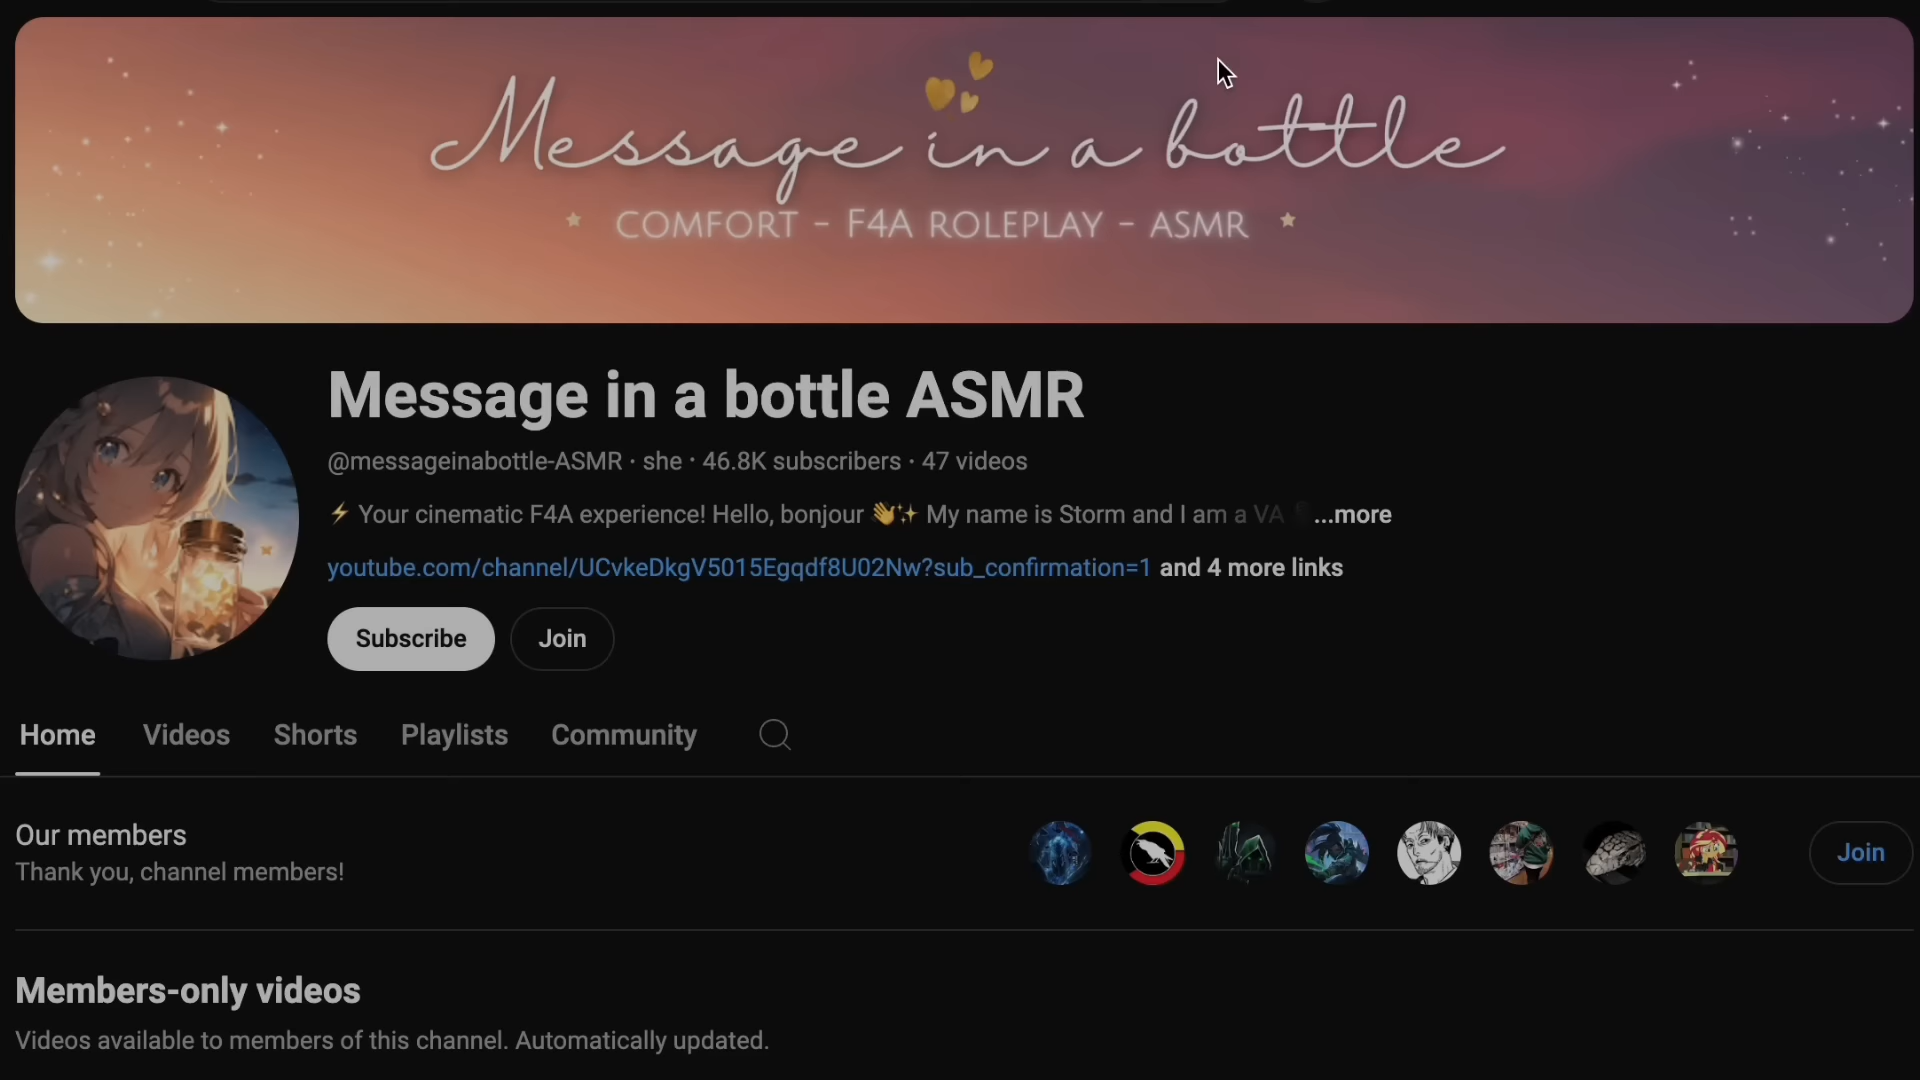 Message in a bottle
COMFORT - F4A ROLEPLAY - ASMR
Message in a bottle ASMR
@messageinabottle-ASMR · she · 46.8K subscribers · 47 videos
⚡ Your cinematic F4A experience! Hello, bonjour 👋✨ My name is Storm and I am a VA ...more
youtube.com/channel/UCvkeDkgV5015Egqdf8U02Nw?sub_confirmation=1 and 4 more links
Subscribe Join
Home Videos Shorts Playlists Community
Our members
Thank you, channel members!
Join
Members-only videos
Videos available to members of this channel. Automatically updated.